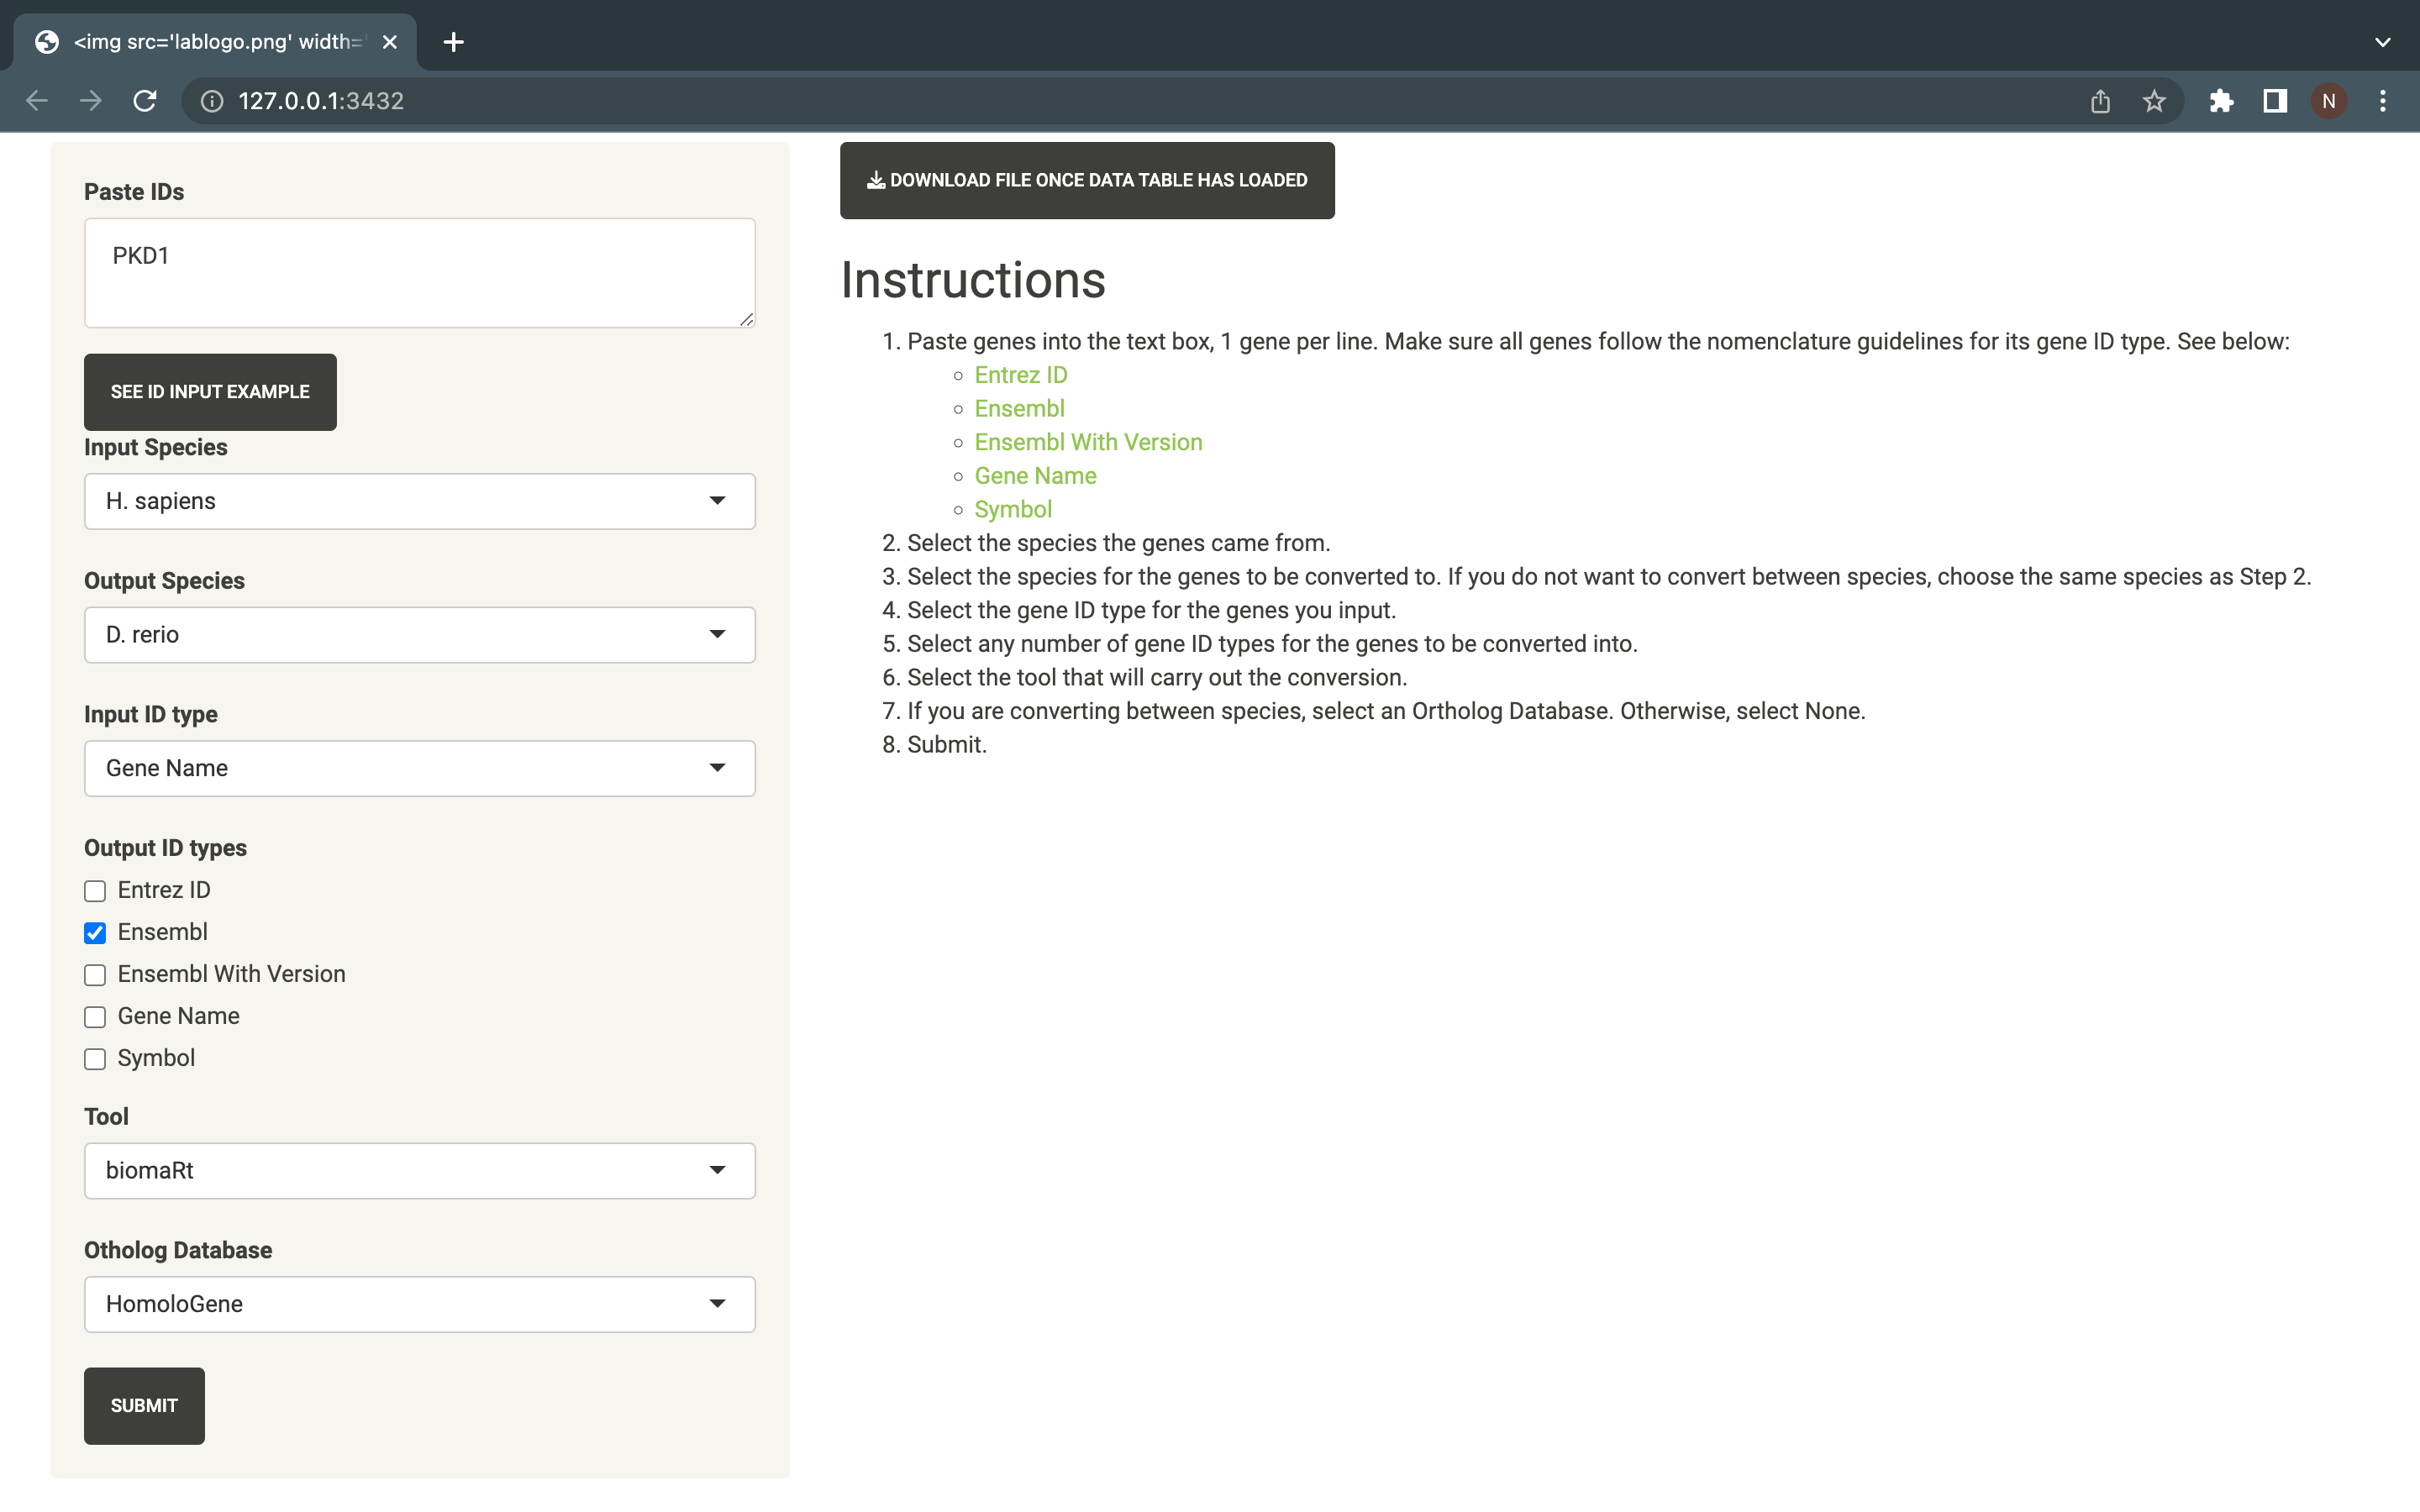 <img src='lablogo.png' width='
127.0.0.1:3432
N
Paste IDs
PKD1
SEE ID INPUT EXAMPLE
Input Species
H. sapiens
Output Species
D. rerio
Input ID type
Gene Name
Output ID types
Entrez ID
Ensembl
Ensembl With Version
Gene Name
Symbol
Tool
biomaRt
Otholog Database
HomoloGene
SUBMIT
DOWNLOAD FILE ONCE DATA TABLE HAS LOADED
Instructions
1. Paste genes into the text box, 1 gene per line. Make sure all genes follow the nomenclature guidelines for its gene ID type. See below:
Entrez ID
Ensembl
Ensembl With Version
Gene Name
Symbol
2. Select the species the genes came from.
3. Select the species for the genes to be converted to. If you do not want to convert between species, choose the same species as Step 2.
4. Select the gene ID type for the genes you input.
5. Select any number of gene ID types for the genes to be converted into.
6. Select the tool that will carry out the conversion.
7. If you are converting between species, select an Ortholog Database. Otherwise, select None.
8. Submit.